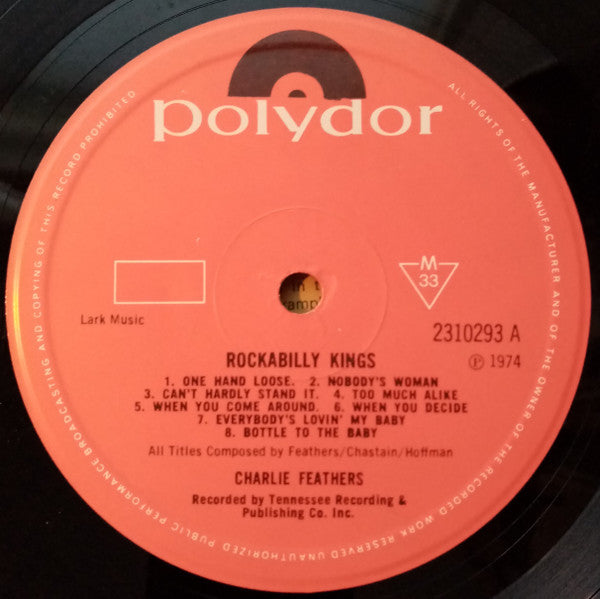 polydor
ALL RIGHTS OF THE MANUFACTURER AND OF THE OWNER OF THE RECORDED WORK RESERVED UNAUTHORIZED PUBLIC PERFORMANCE BROADCASTING AND COPYING OF THIS RECORD PROHIBITED
M
33
Lark Music
2310293 A
in t
ramp
ROCKABILLY KINGS
℗ 1974
1. ONE HAND LOOSE. 2. NOBODY'S WOMAN
3. CAN'T HARDLY STAND IT. 4. TOO MUCH ALIKE
5. WHEN YOU COME AROUND. 6. WHEN YOU DECIDE
7. EVERYBODY'S LOVIN' MY BABY
8. BOTTLE TO THE BABY
All Titles Composed by Feathers/Chastain/Hoffman
CHARLIE FEATHERS
Recorded by Tennessee Recording &
Publishing Co. Inc.